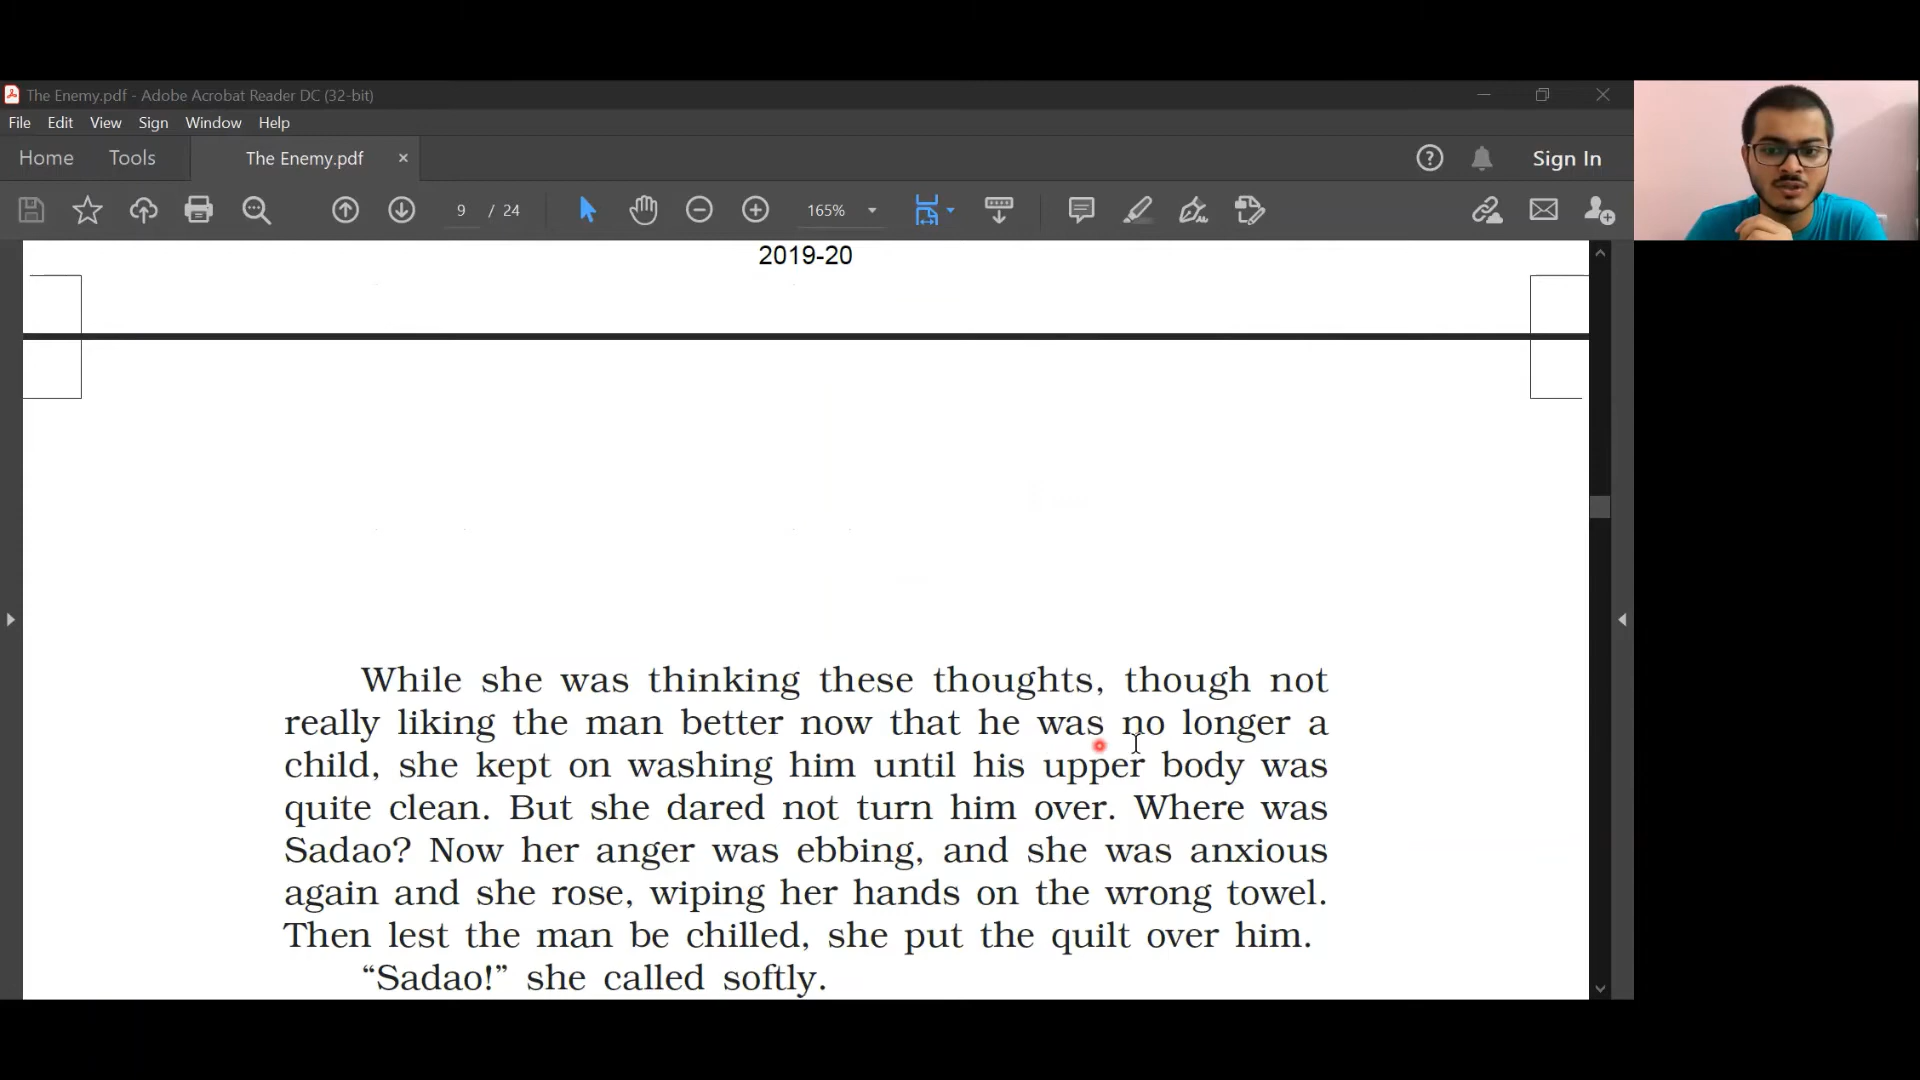 The Enemy.pdf - Adobe Acrobat Reader DC (32-bit)
File Edit View Sign Window Help
Home Tools The Enemy.pdf × Sign In
9 / 24 165%
2019-20
While she was thinking these thoughts, though not
really liking the man better now that he was no longer a
child, she kept on washing him until his upper body was
quite clean. But she dared not turn him over. Where was
Sadao? Now her anger was ebbing, and she was anxious
again and she rose, wiping her hands on the wrong towel.
Then lest the man be chilled, she put the quilt over him.
“Sadao!” she called softly.